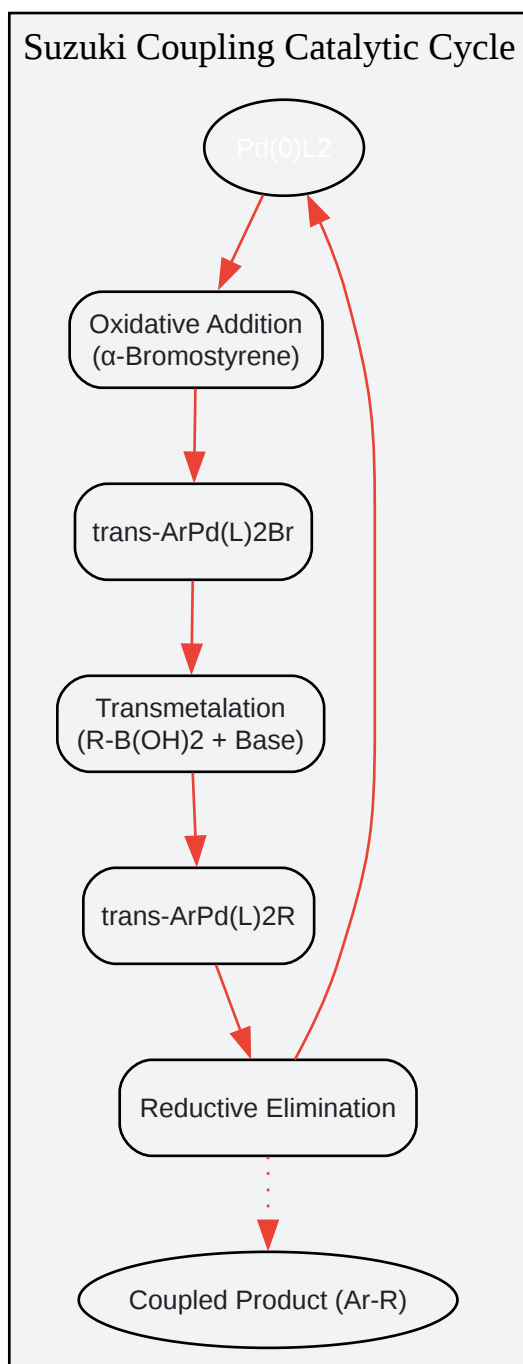 Suzuki Coupling Catalytic Cycle
Pd(0)L2
Oxidative Addition
(α-Bromostyrene)
trans-ArPd(L)2Br
Transmetalation
(R-B(OH)2 + Base)
trans-ArPd(L)2R
Reductive Elimination
Coupled Product (Ar-R)